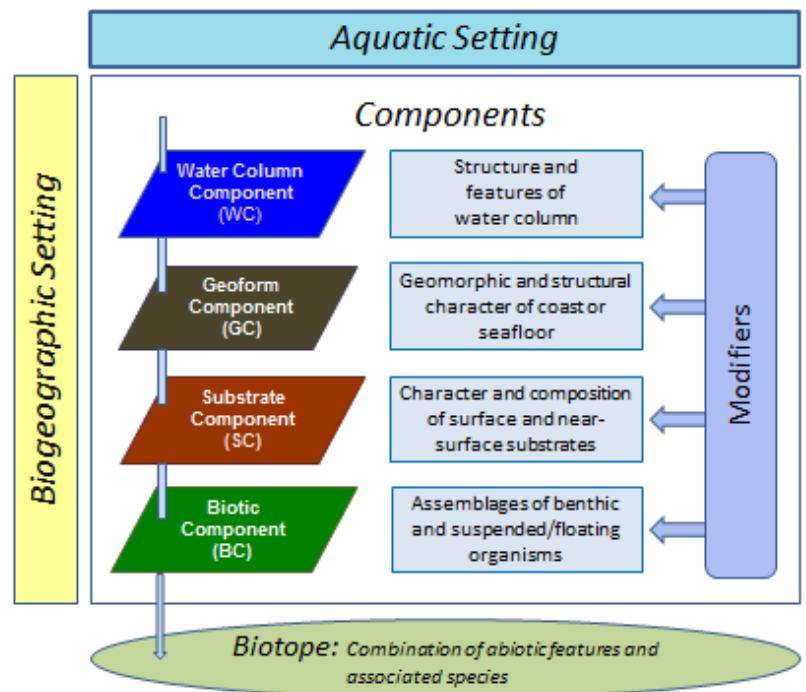 Aquatic Setting
Biogeographic Setting
Components
Water Column
Component
(WC)
Structure and
features of
water column
Geoform
Component
(GC)
Geomorphic and structural
character of coast or
seafloor
Substrate
Component
(SC)
Character and composition
of surface and near-
surface substrates
Biotic
Component
(BC)
Assemblages of benthic
and suspended/floating
organisms
Modifiers
Biotope: Combination of abiotic features and
associated species